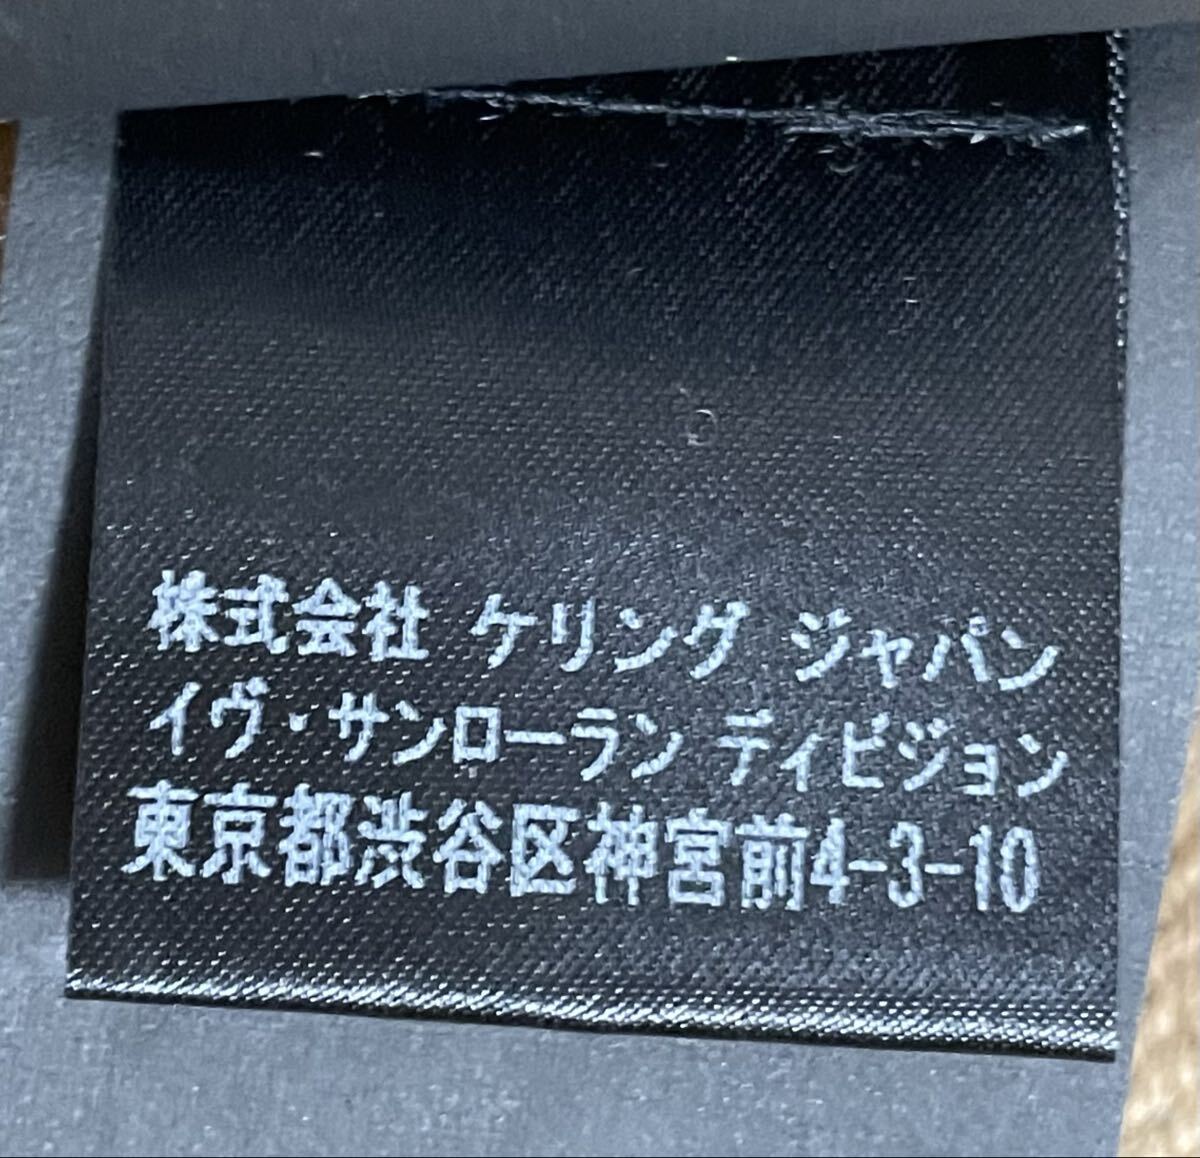 株式会社 ケリング ジャパン
イヴ・サンローラン ディビジョン
東京都渋谷区神宮前4-3-10